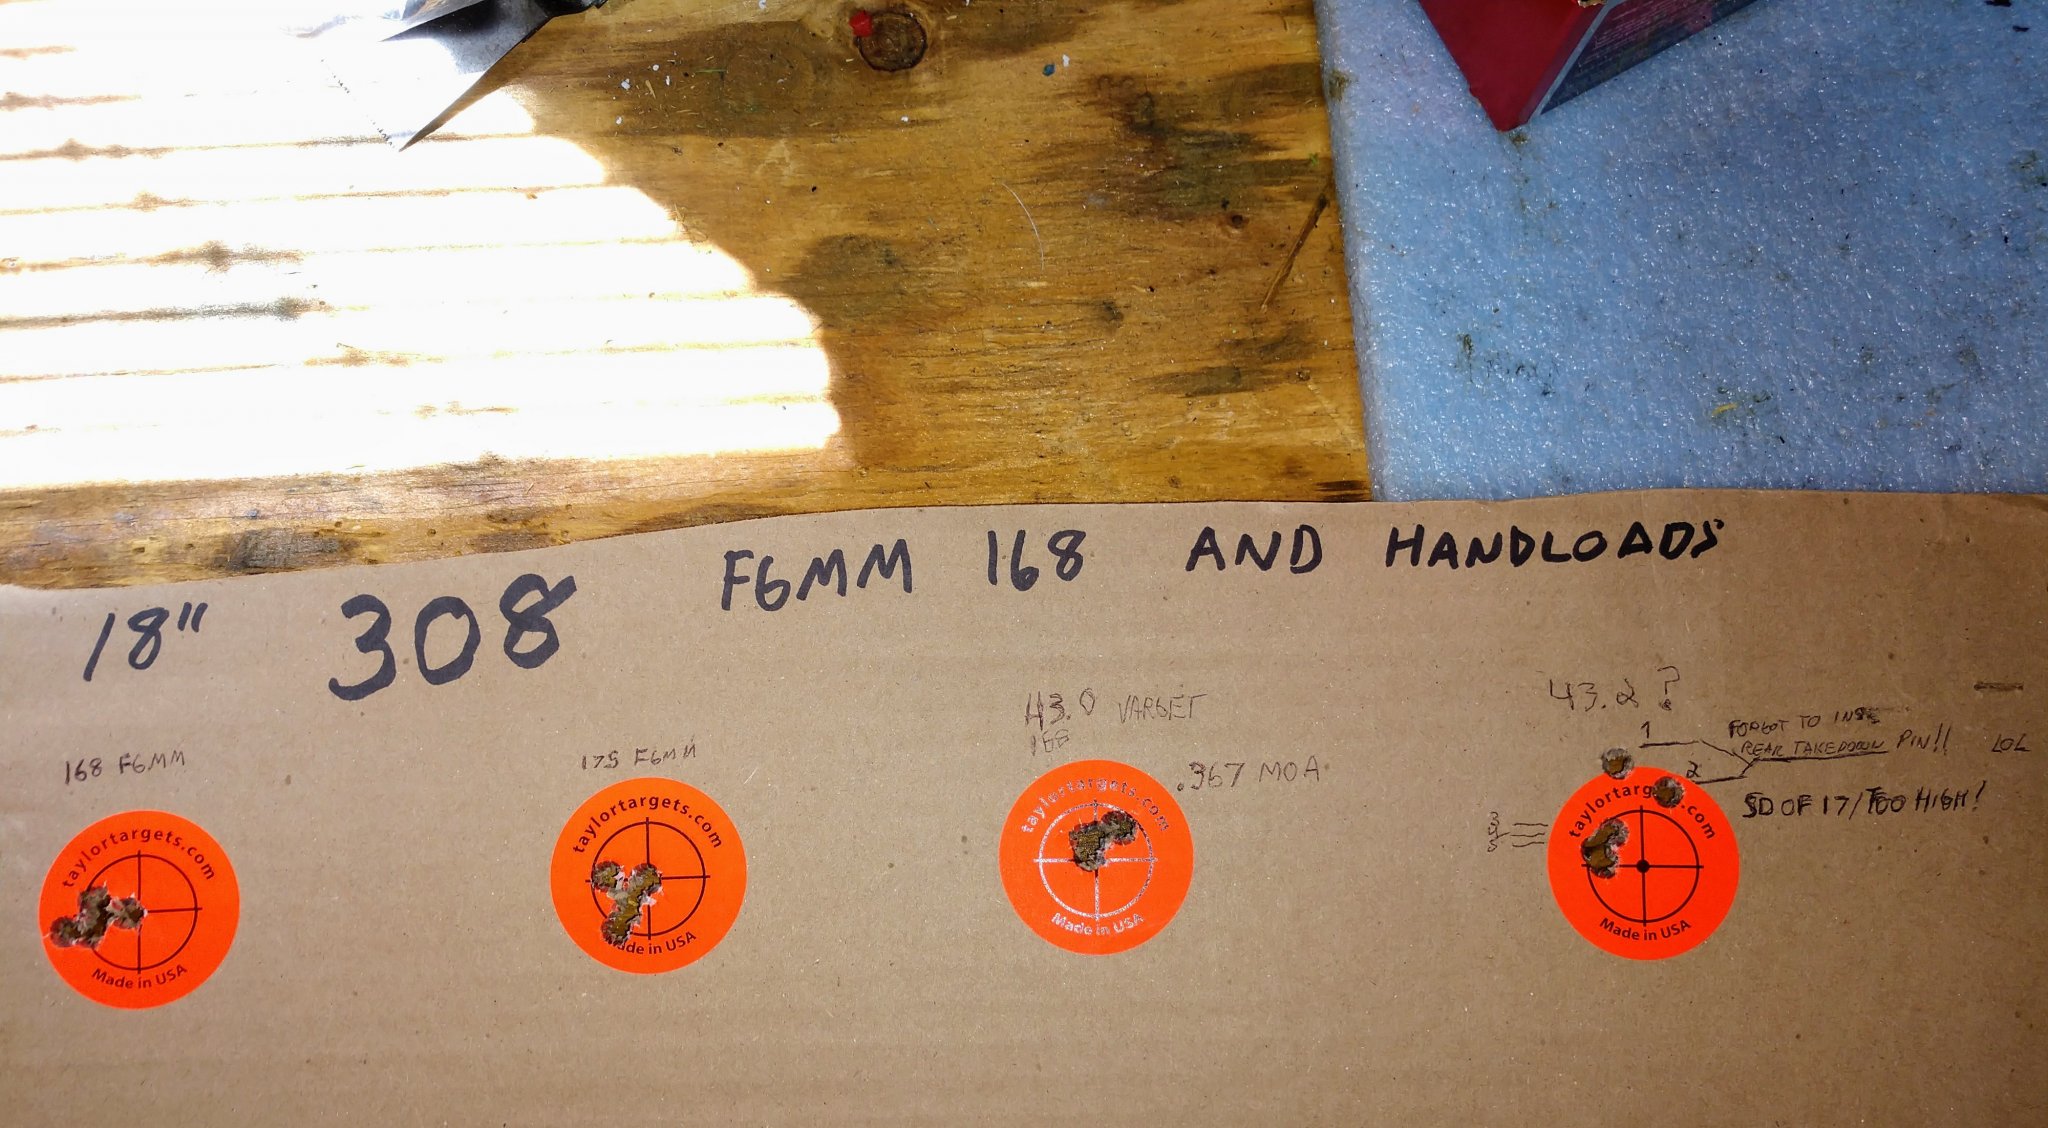 18" 308 F6MM 168 AND HANDLOADS
168 F6MM
taylortargets.com
Made in USA
175 F6MM
taylortargets.com
Made in USA
43.0 VARGET
168
.367 MOA
taylortargets.com
Made in USA
43.2 ?
1
FORGOT TO
REAR TAKEDOWN PIN!! LOL
2
SD OF 17/TOO HIGH!
3
5
taylortargets.com
Made in USA